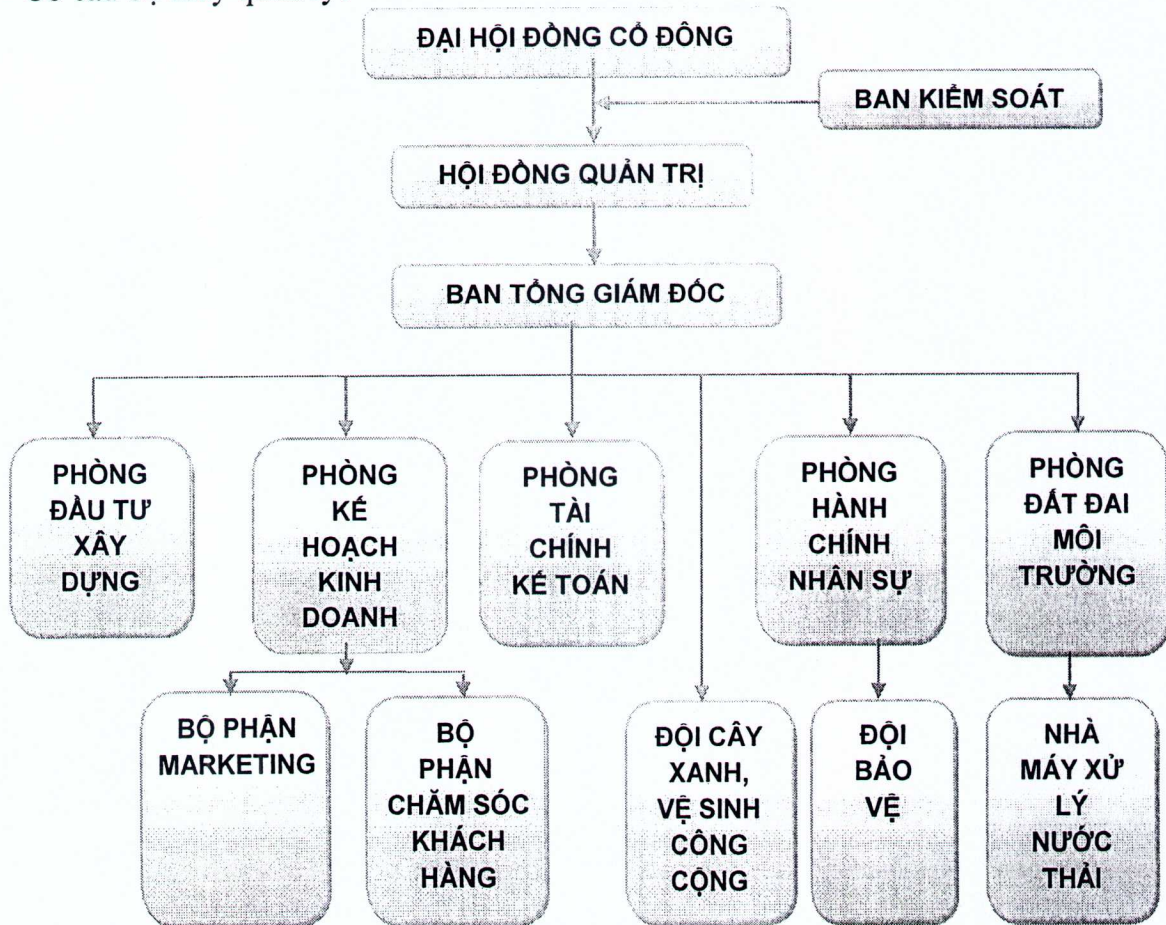 ĐẠI HỘI ĐỒNG CỔ ĐÔNG
BAN KIỂM SOÁT
HỘI ĐỒNG QUẢN TRỊ
BAN TỔNG GIÁM ĐỐC
PHÒNG
ĐẦU TƯ
XÂY
DỰNG
PHÒNG
KẾ
HOẠCH
KINH
DOANH
PHÒNG
TÀI
CHÍNH
KẾ TOÁN
PHÒNG
HÀNH
CHÍNH
NHÂN SỰ
PHÒNG
ĐẤT ĐAI
MÔI
TRƯỜNG
BỘ PHẬN
MARKETING
BỘ
PHẬN
CHĂM SÓC
KHÁCH
HÀNG
ĐỘI CÂY
XANH,
VỆ SINH
CÔNG
CỘNG
ĐỘI
BẢO
VỆ
NHÀ
MÁY XỬ
LÝ
NƯỚC
THẢI